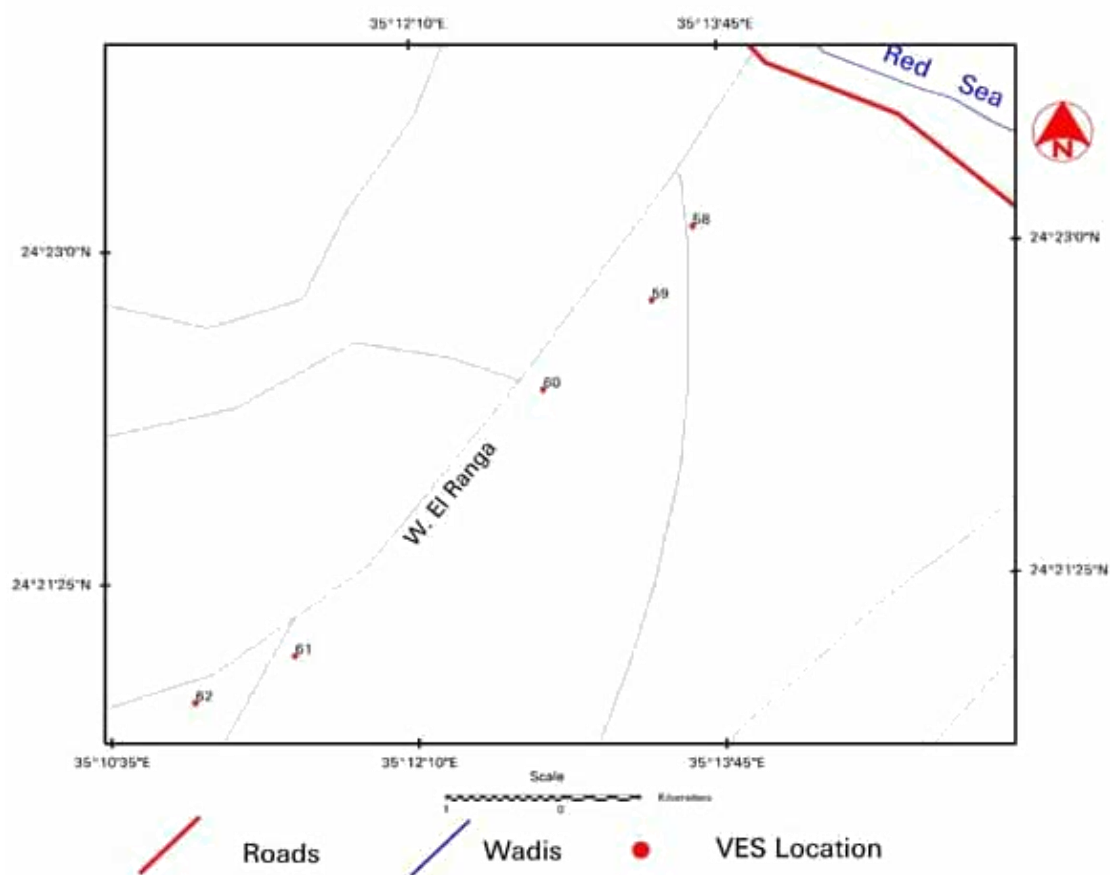 35°12'10"E 35°13'45"E
Red Sea
N
58
24°23'0"N 24°23'0"N
59
60
W. El Ranga
24°21'25"N 24°21'25"N
61
62
35°10'35"E 35°12'10"E 35°13'45"E
Scale
Kilometres
1 0
Roads Wadis VES Location